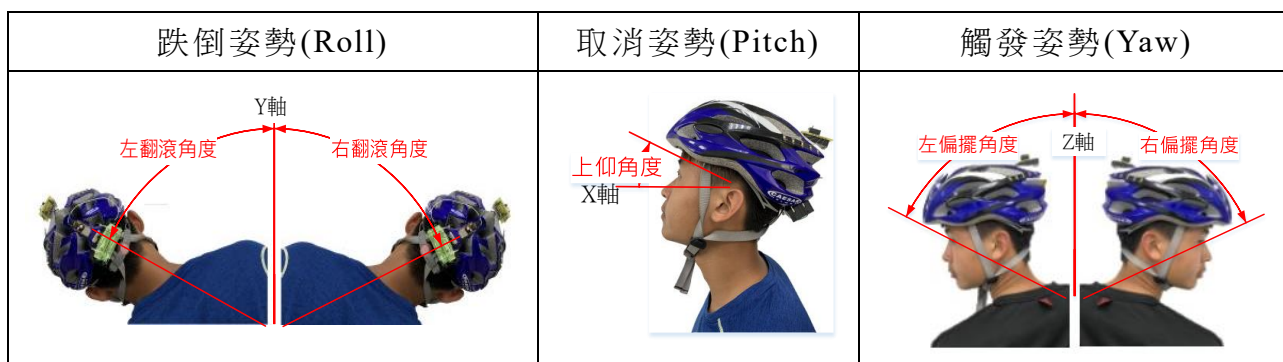 跌倒姿勢(Roll)
取消姿勢(Pitch)
觸發姿勢(Yaw)
Y軸
左翻滾角度
右翻滾角度
上仰角度
X軸
左偏擺角度
Z軸
右偏擺角度